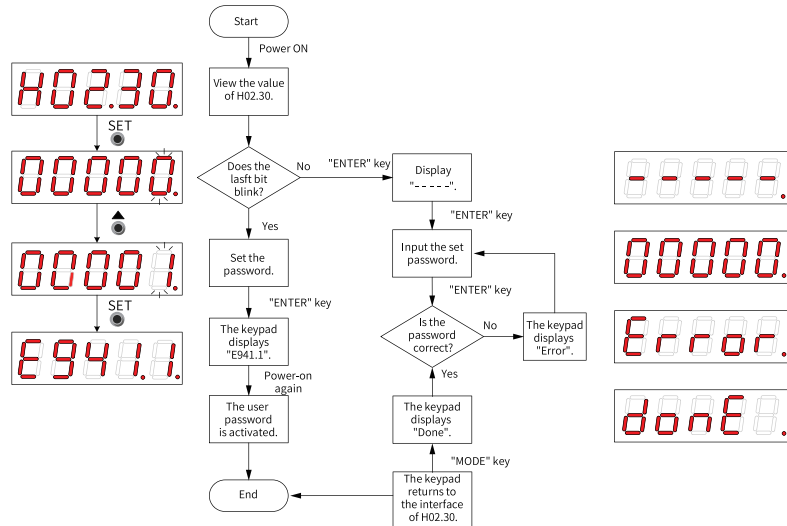 Start
Power ON
View the value
of H02.30.
Does the
lasft bit
blink?
No
"ENTER" key
Display
"-----".
"ENTER" key
Yes
Set the
password.
Input the set
password.
"ENTER" key
"ENTER" key
The keypad
displays
"E941.1".
Is the
password
correct?
No
The keypad
displays
"Error".
Power-on
again
Yes
The user
password
is activated.
The keypad
displays
"Done".
"MODE" key
End
The keypad
returns to
the interface
of H02.30.
H02.30.
SET
00000.
00001.
SET
E941.1.
-----.
00000.
Error.
donE.